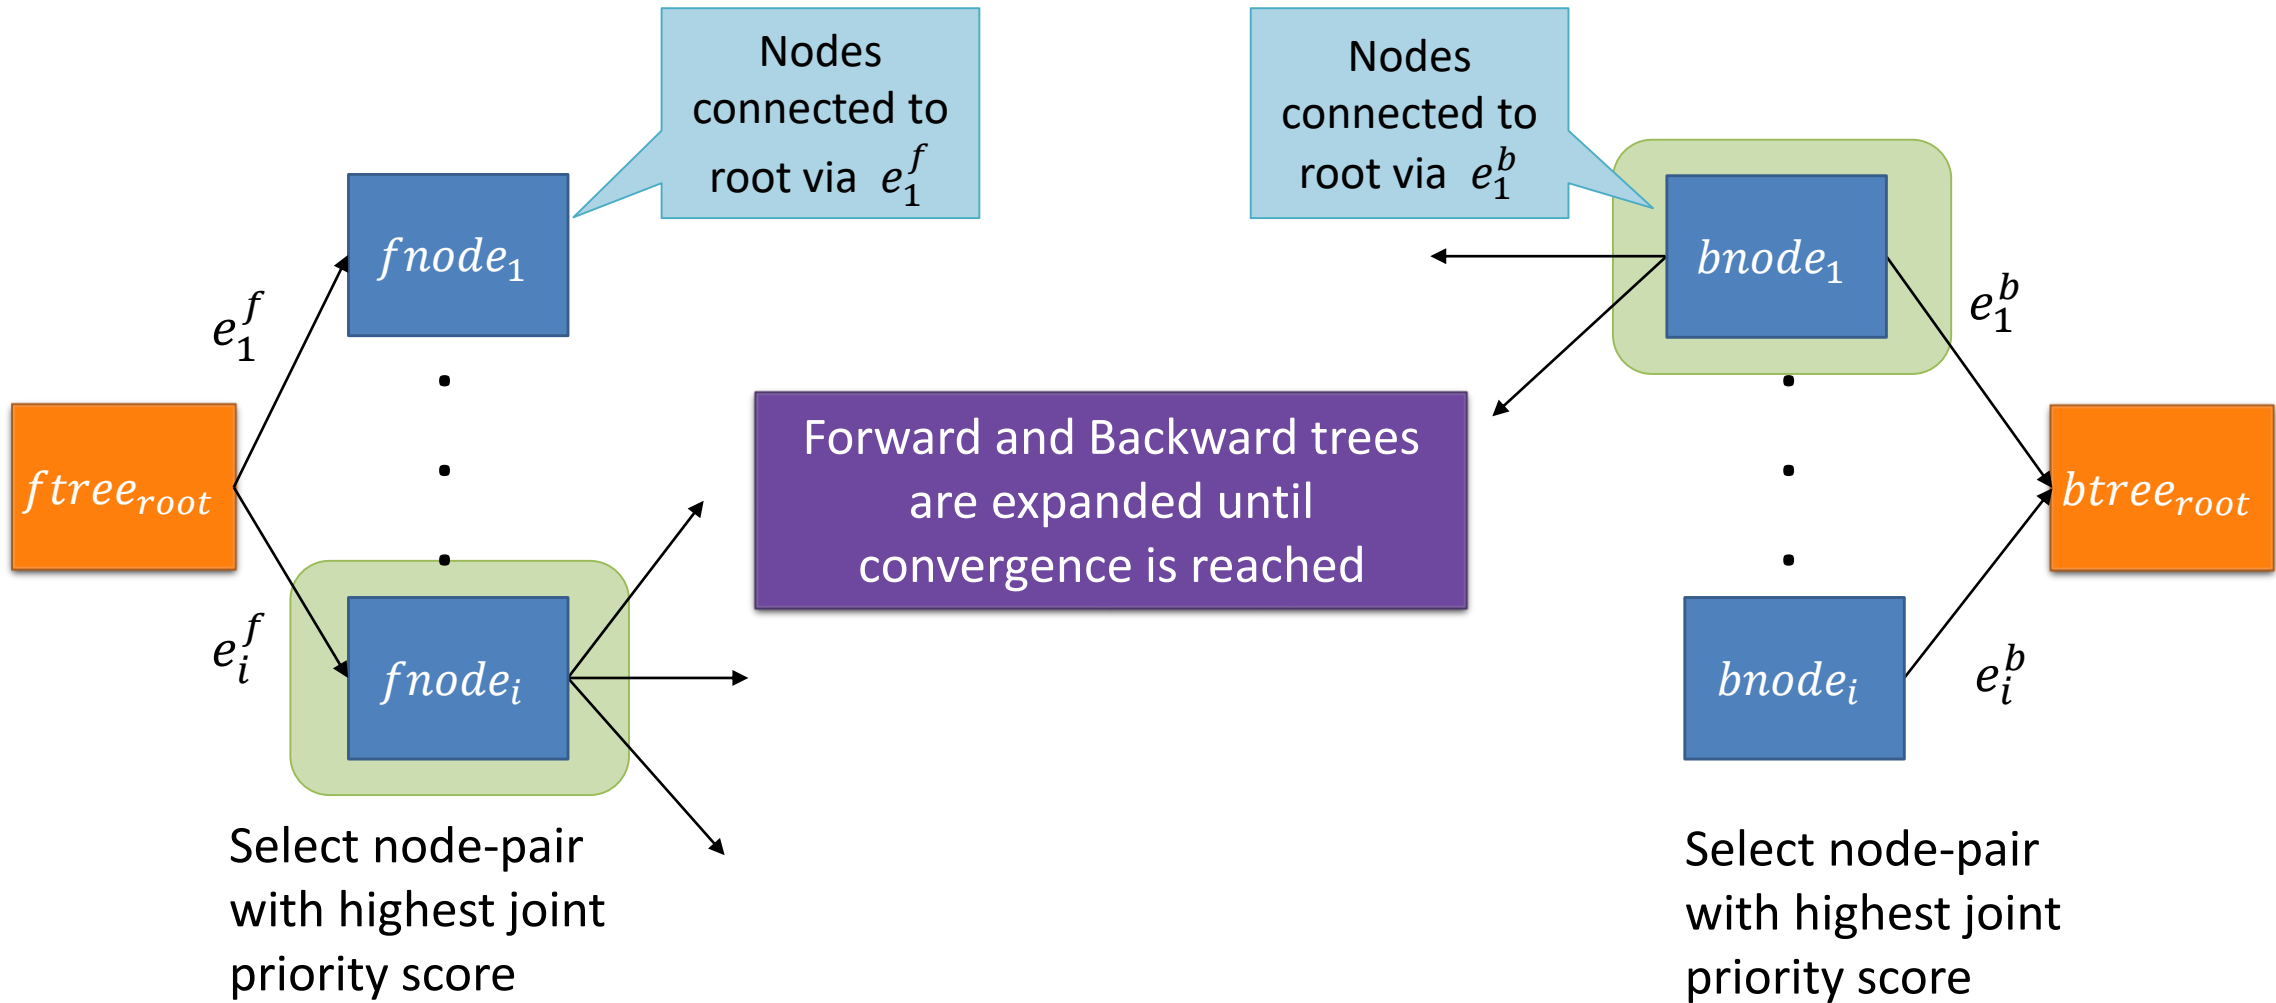 Nodes
connected to
root via e_1^f
Nodes
connected to
root via e_1^b
fnode_1
bnode_1
e_1^f
e_1^b
Forward and Backward trees
are expanded until
convergence is reached
ftree_root
btree_root
e_i^f
fnode_i
bnode_i
e_i^b
Select node-pair
with highest joint
priority score
Select node-pair
with highest joint
priority score